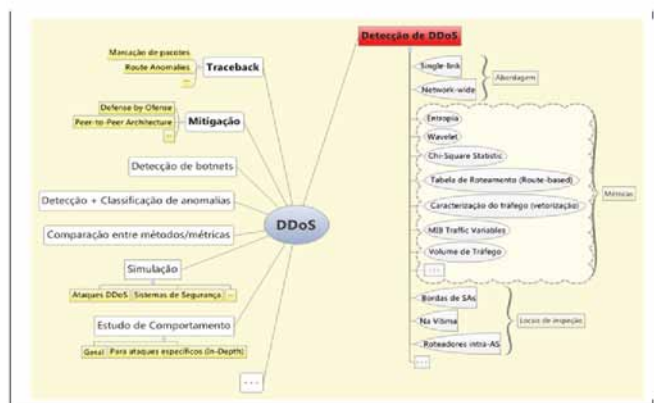 Marcação de pacotes
Route Anomalies
...
Traceback
Defense by Ofense
Peer-to-Peer Architecture
...
Mitigação
Detecção de botnets
Detecção + Classificação de anomalias
Comparação entre métodos/métricas
Simulação
Ataques DDoS
Sistemas de Segurança
...
Estudo de Comportamento
Geral
Para ataques específicos (In-Depth)
...
DDoS
Detecção de DDoS
Single-link
Network-wide
Abordagem
Entropia
Wavelet
Chi-Square Statistic
Tabela de Roteamento (Route-based)
Caracterização do tráfego (vetorização)
MIB Traffic Variables
Volume de Tráfego
...
Métricas
Bordas de SAs
Na Vítima
Roteadores intra-AS
Locais de inspeção
...